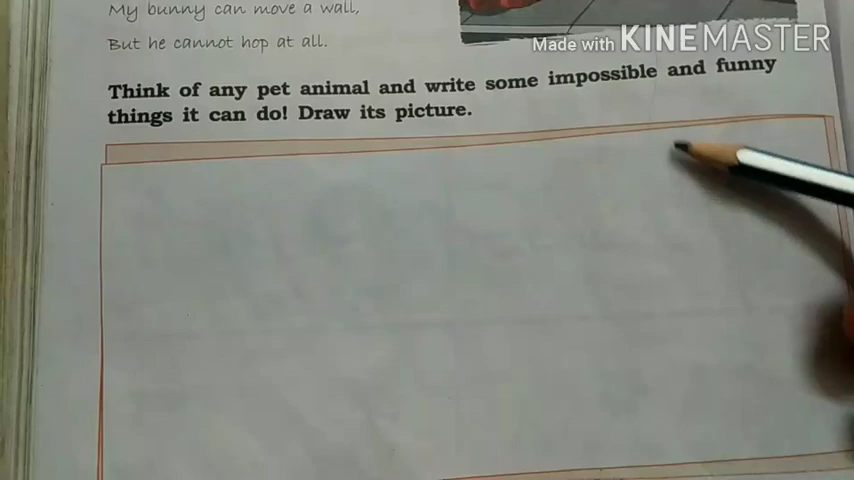 My bunny can move a wall,
But he cannot hop at all.
Made with KINEMASTER
Think of any pet animal and write some impossible and funny
things it can do! Draw its picture.